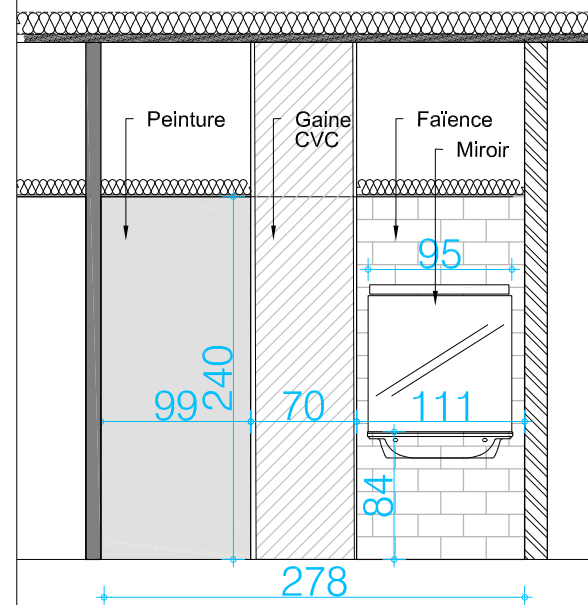 Peinture
Gaine
CVC
Faïence
Miroir
95
240
99
70
111
84
278